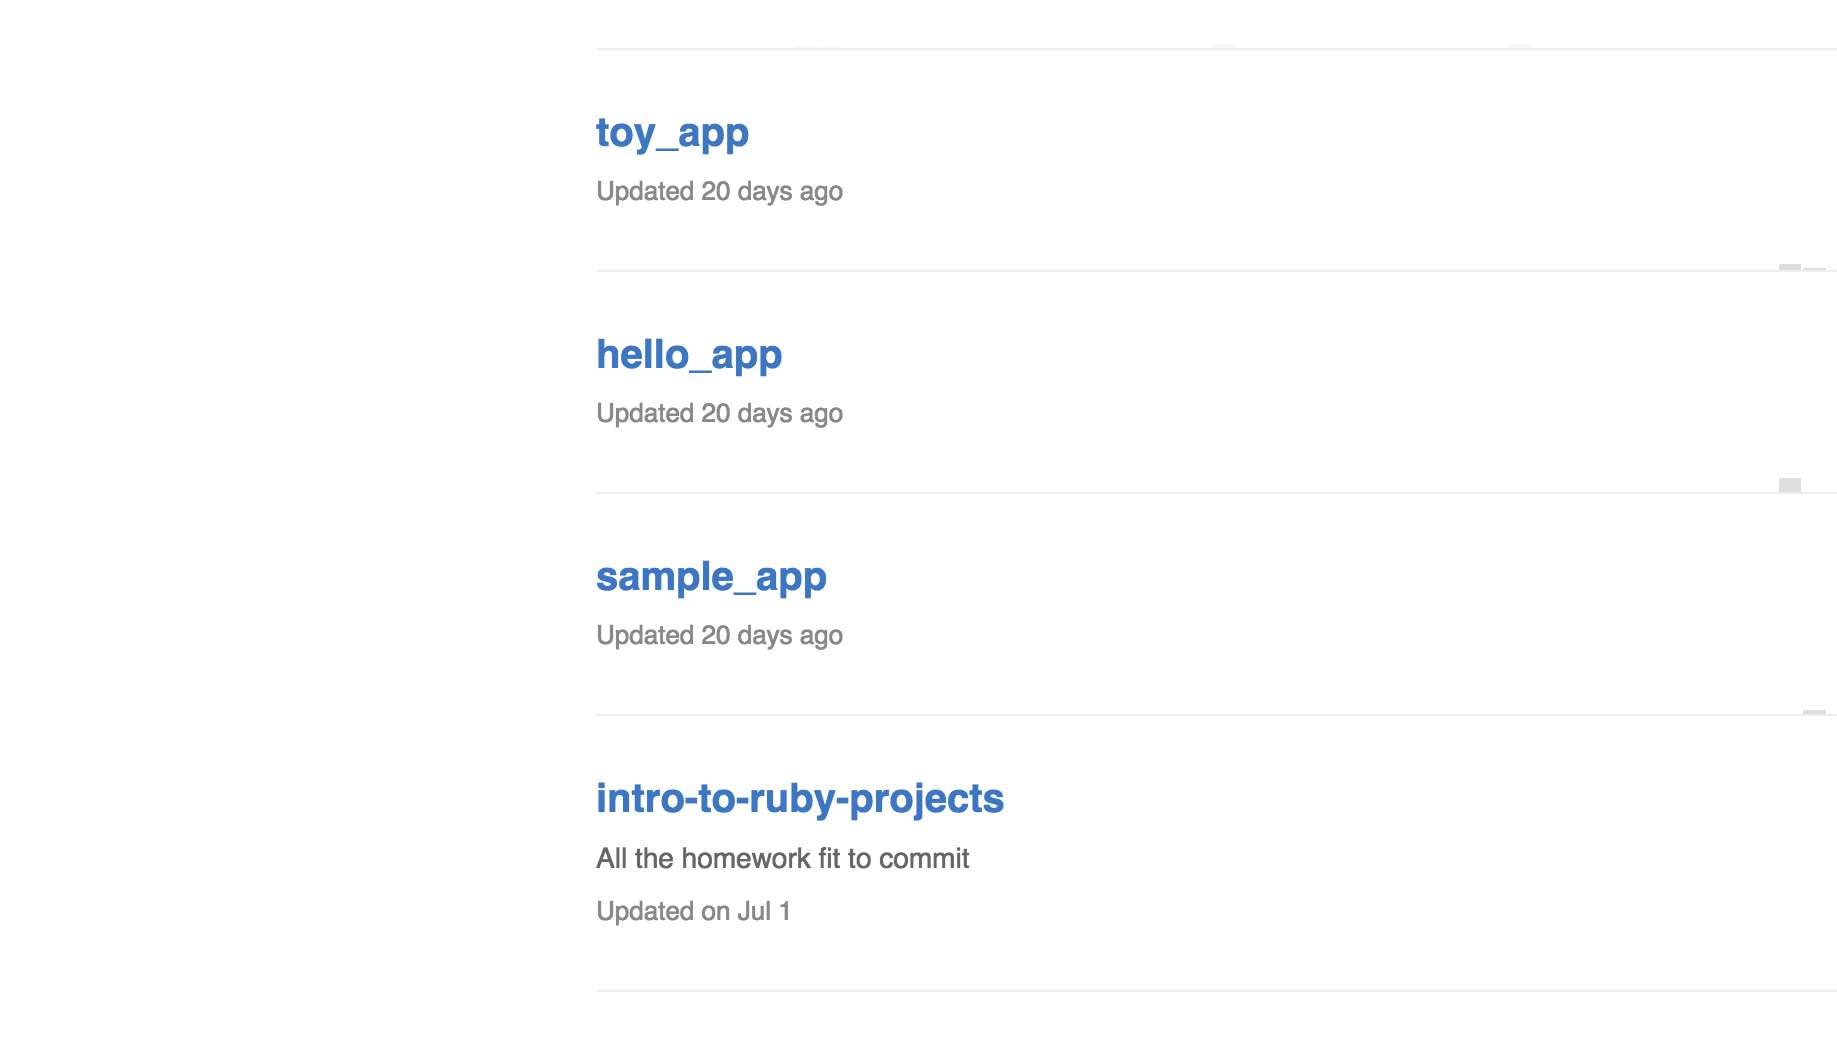 toy_app
Updated 20 days ago
hello_app
Updated 20 days ago
sample_app
Updated 20 days ago
intro-to-ruby-projects
All the homework fit to commit
Updated on Jul 1